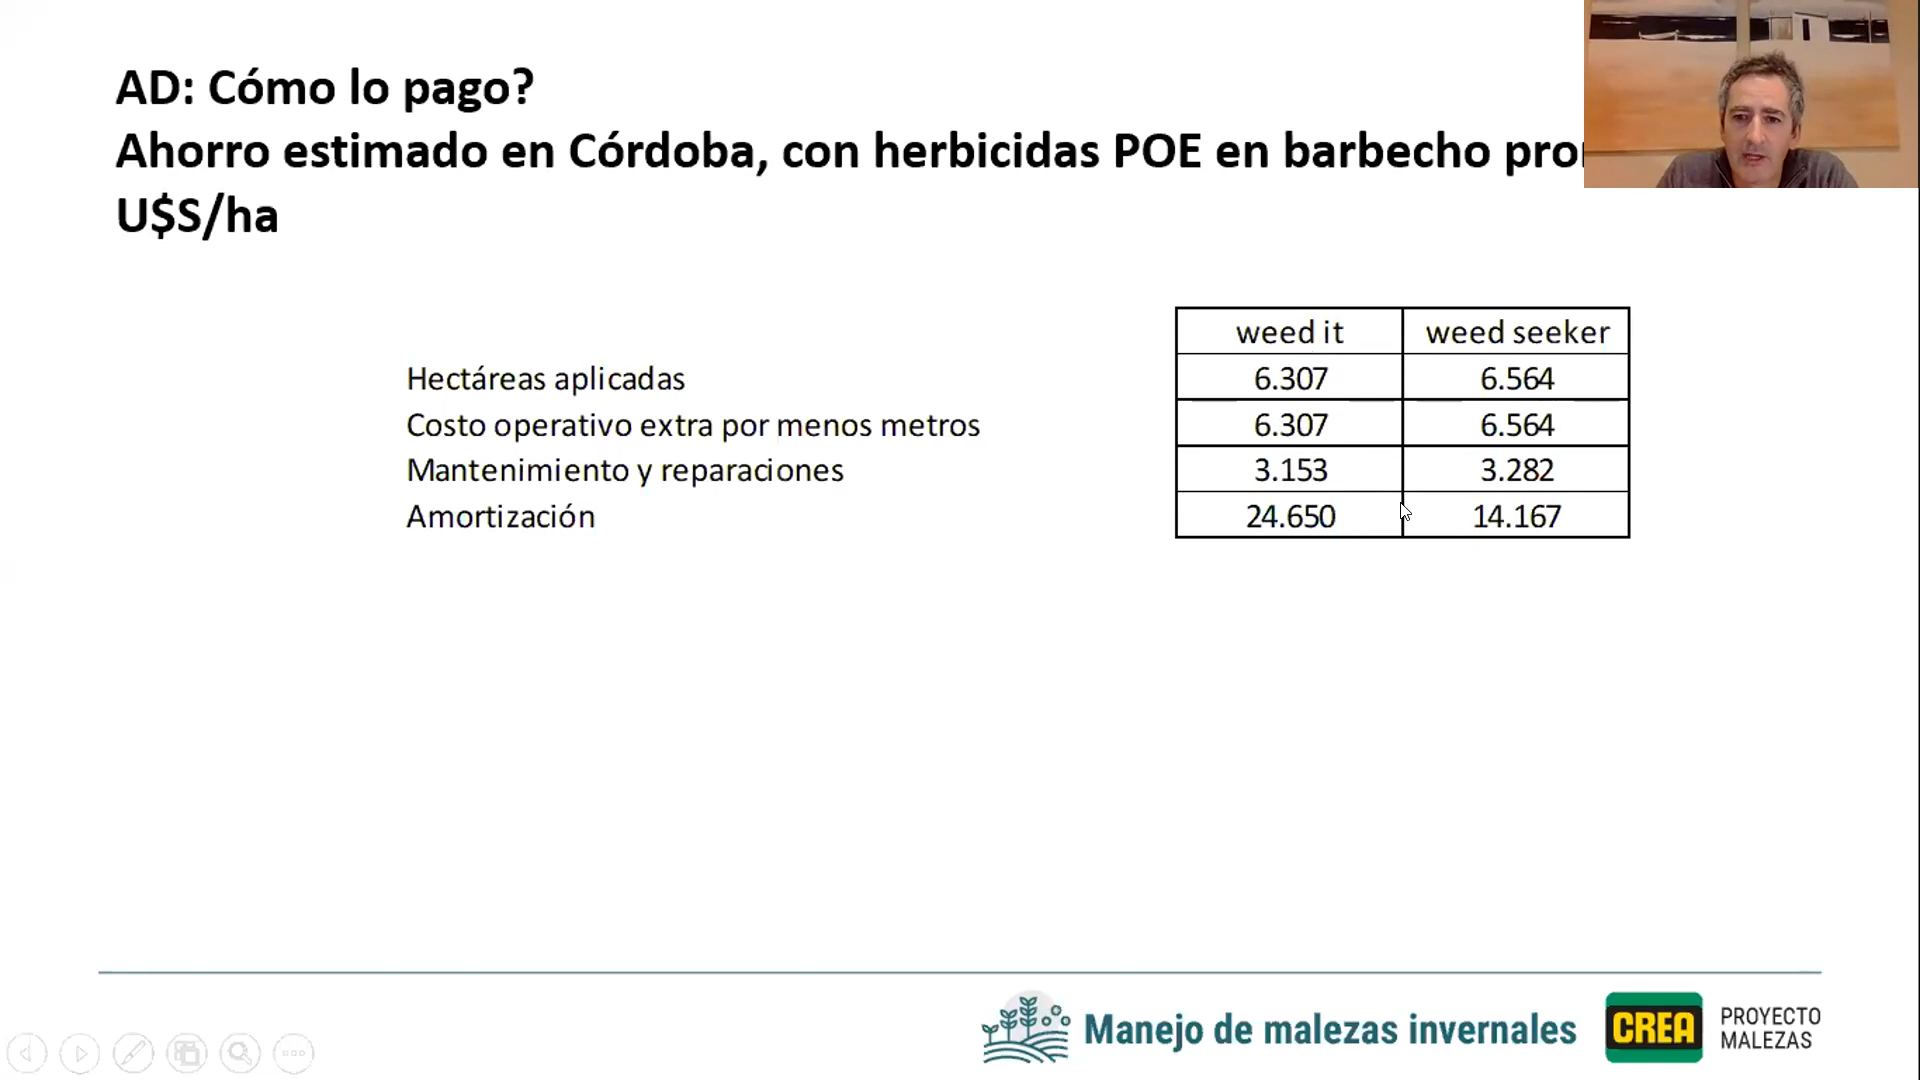 AD: Cómo lo pago?
Ahorro estimado en Córdoba, con herbicidas POE en barbecho
U$S/ha
weed it weed seeker
Hectáreas aplicadas 6.307 6.564
Costo operativo extra por menos metros 6.307 6.564
Mantenimiento y reparaciones 3.153 3.282
Amortización 24.650 14.167
Manejo de malezas invernales
CREA
PROYECTO
MALEZAS